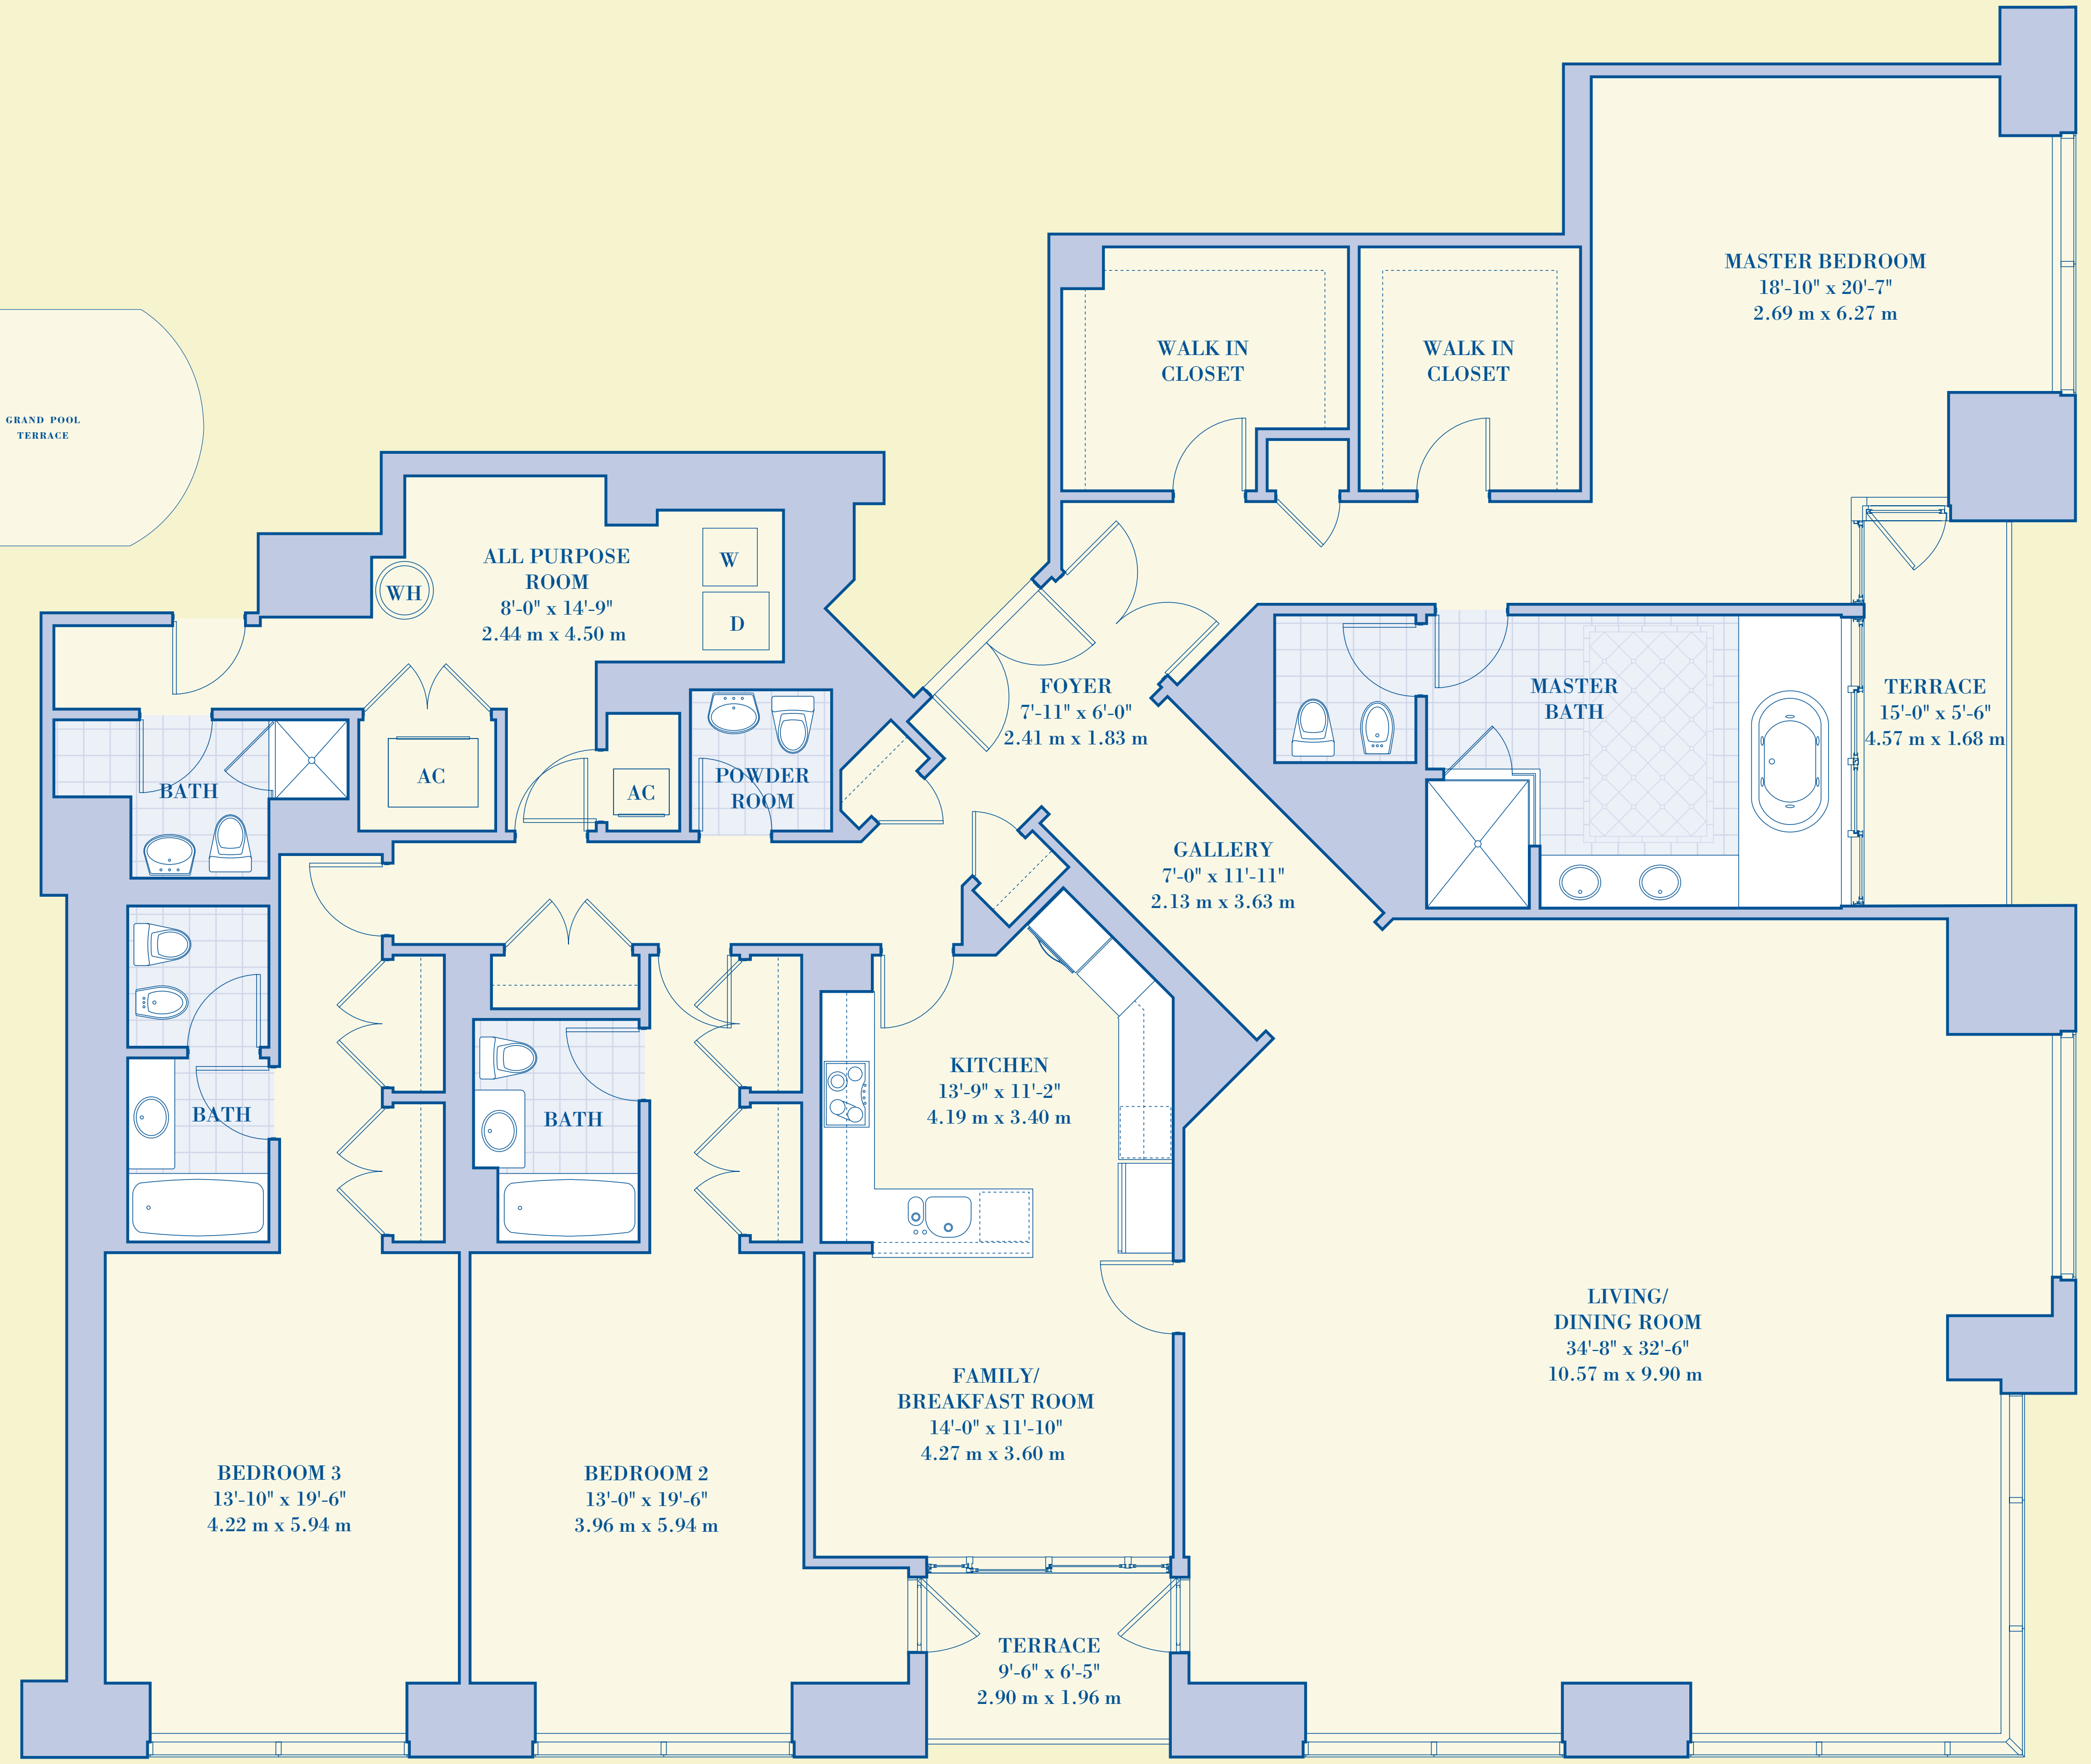 MASTER BEDROOM
18'-10" x 20'-7"
2.69 m x 6.27 m
WALK IN
CLOSET
WALK IN
CLOSET
GRAND POOL
TERRACE
ALL PURPOSE
ROOM
8'-0" x 14'-9"
2.44 m x 4.50 m
W
D
WH
FOYER
7'-11" x 6'-0"
2.41 m x 1.83 m
MASTER
BATH
TERRACE
15'-0" x 5'-6"
4.57 m x 1.68 m
BATH
AC
AC
POWDER
ROOM
GALLERY
7'-0" x 11'-11"
2.13 m x 3.63 m
BATH
BATH
KITCHEN
13'-9" x 11'-2"
4.19 m x 3.40 m
LIVING/
DINING ROOM
34'-8" x 32'-6"
10.57 m x 9.90 m
FAMILY/
BREAKFAST ROOM
14'-0" x 11'-10"
4.27 m x 3.60 m
BEDROOM 3
13'-10" x 19'-6"
4.22 m x 5.94 m
BEDROOM 2
13'-0" x 19'-6"
3.96 m x 5.94 m
TERRACE
9'-6" x 6'-5"
2.90 m x 1.96 m